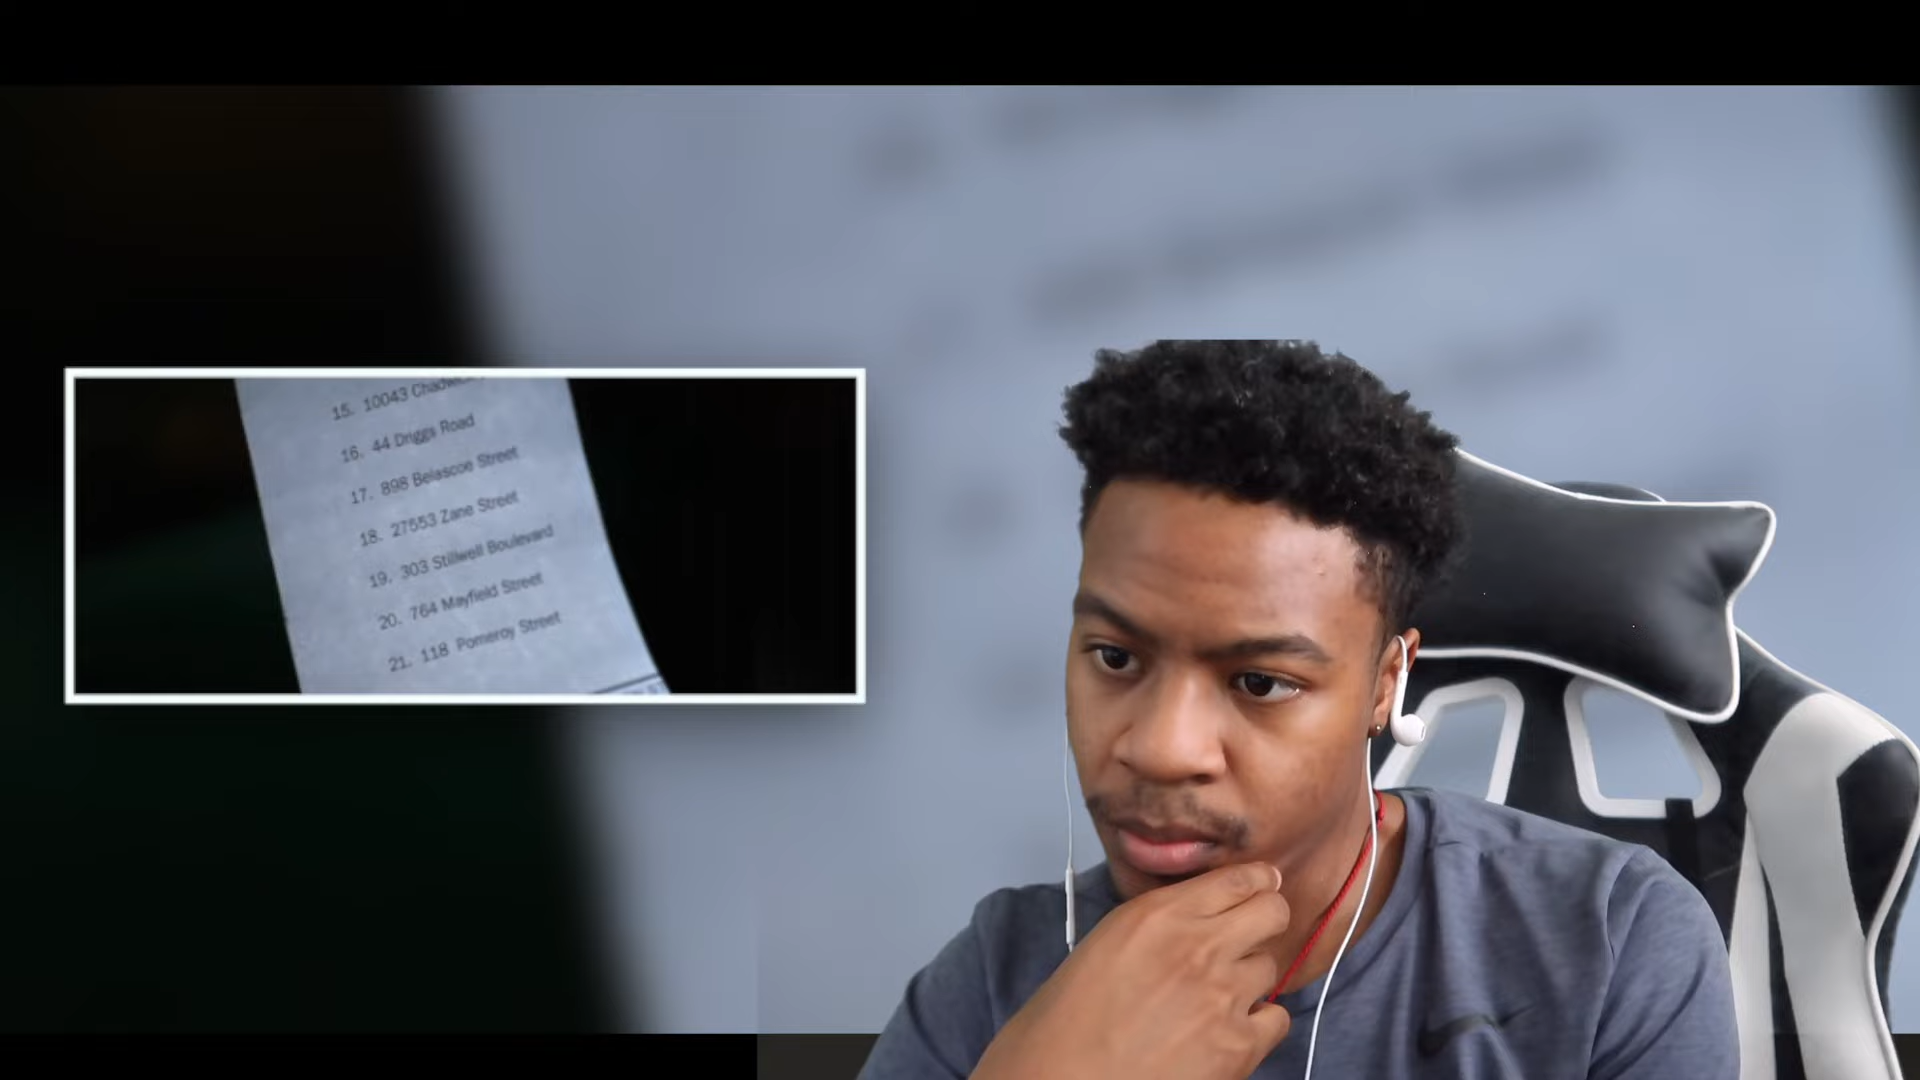 15. 10043 Chadwick
16. 44 Driggs Road
17. 898 Belascoe Street
18. 27553 Zane Street
19. 303 Stillwell Boulevard
20. 764 Mayfield Street
21. 118 Pomeroy Street